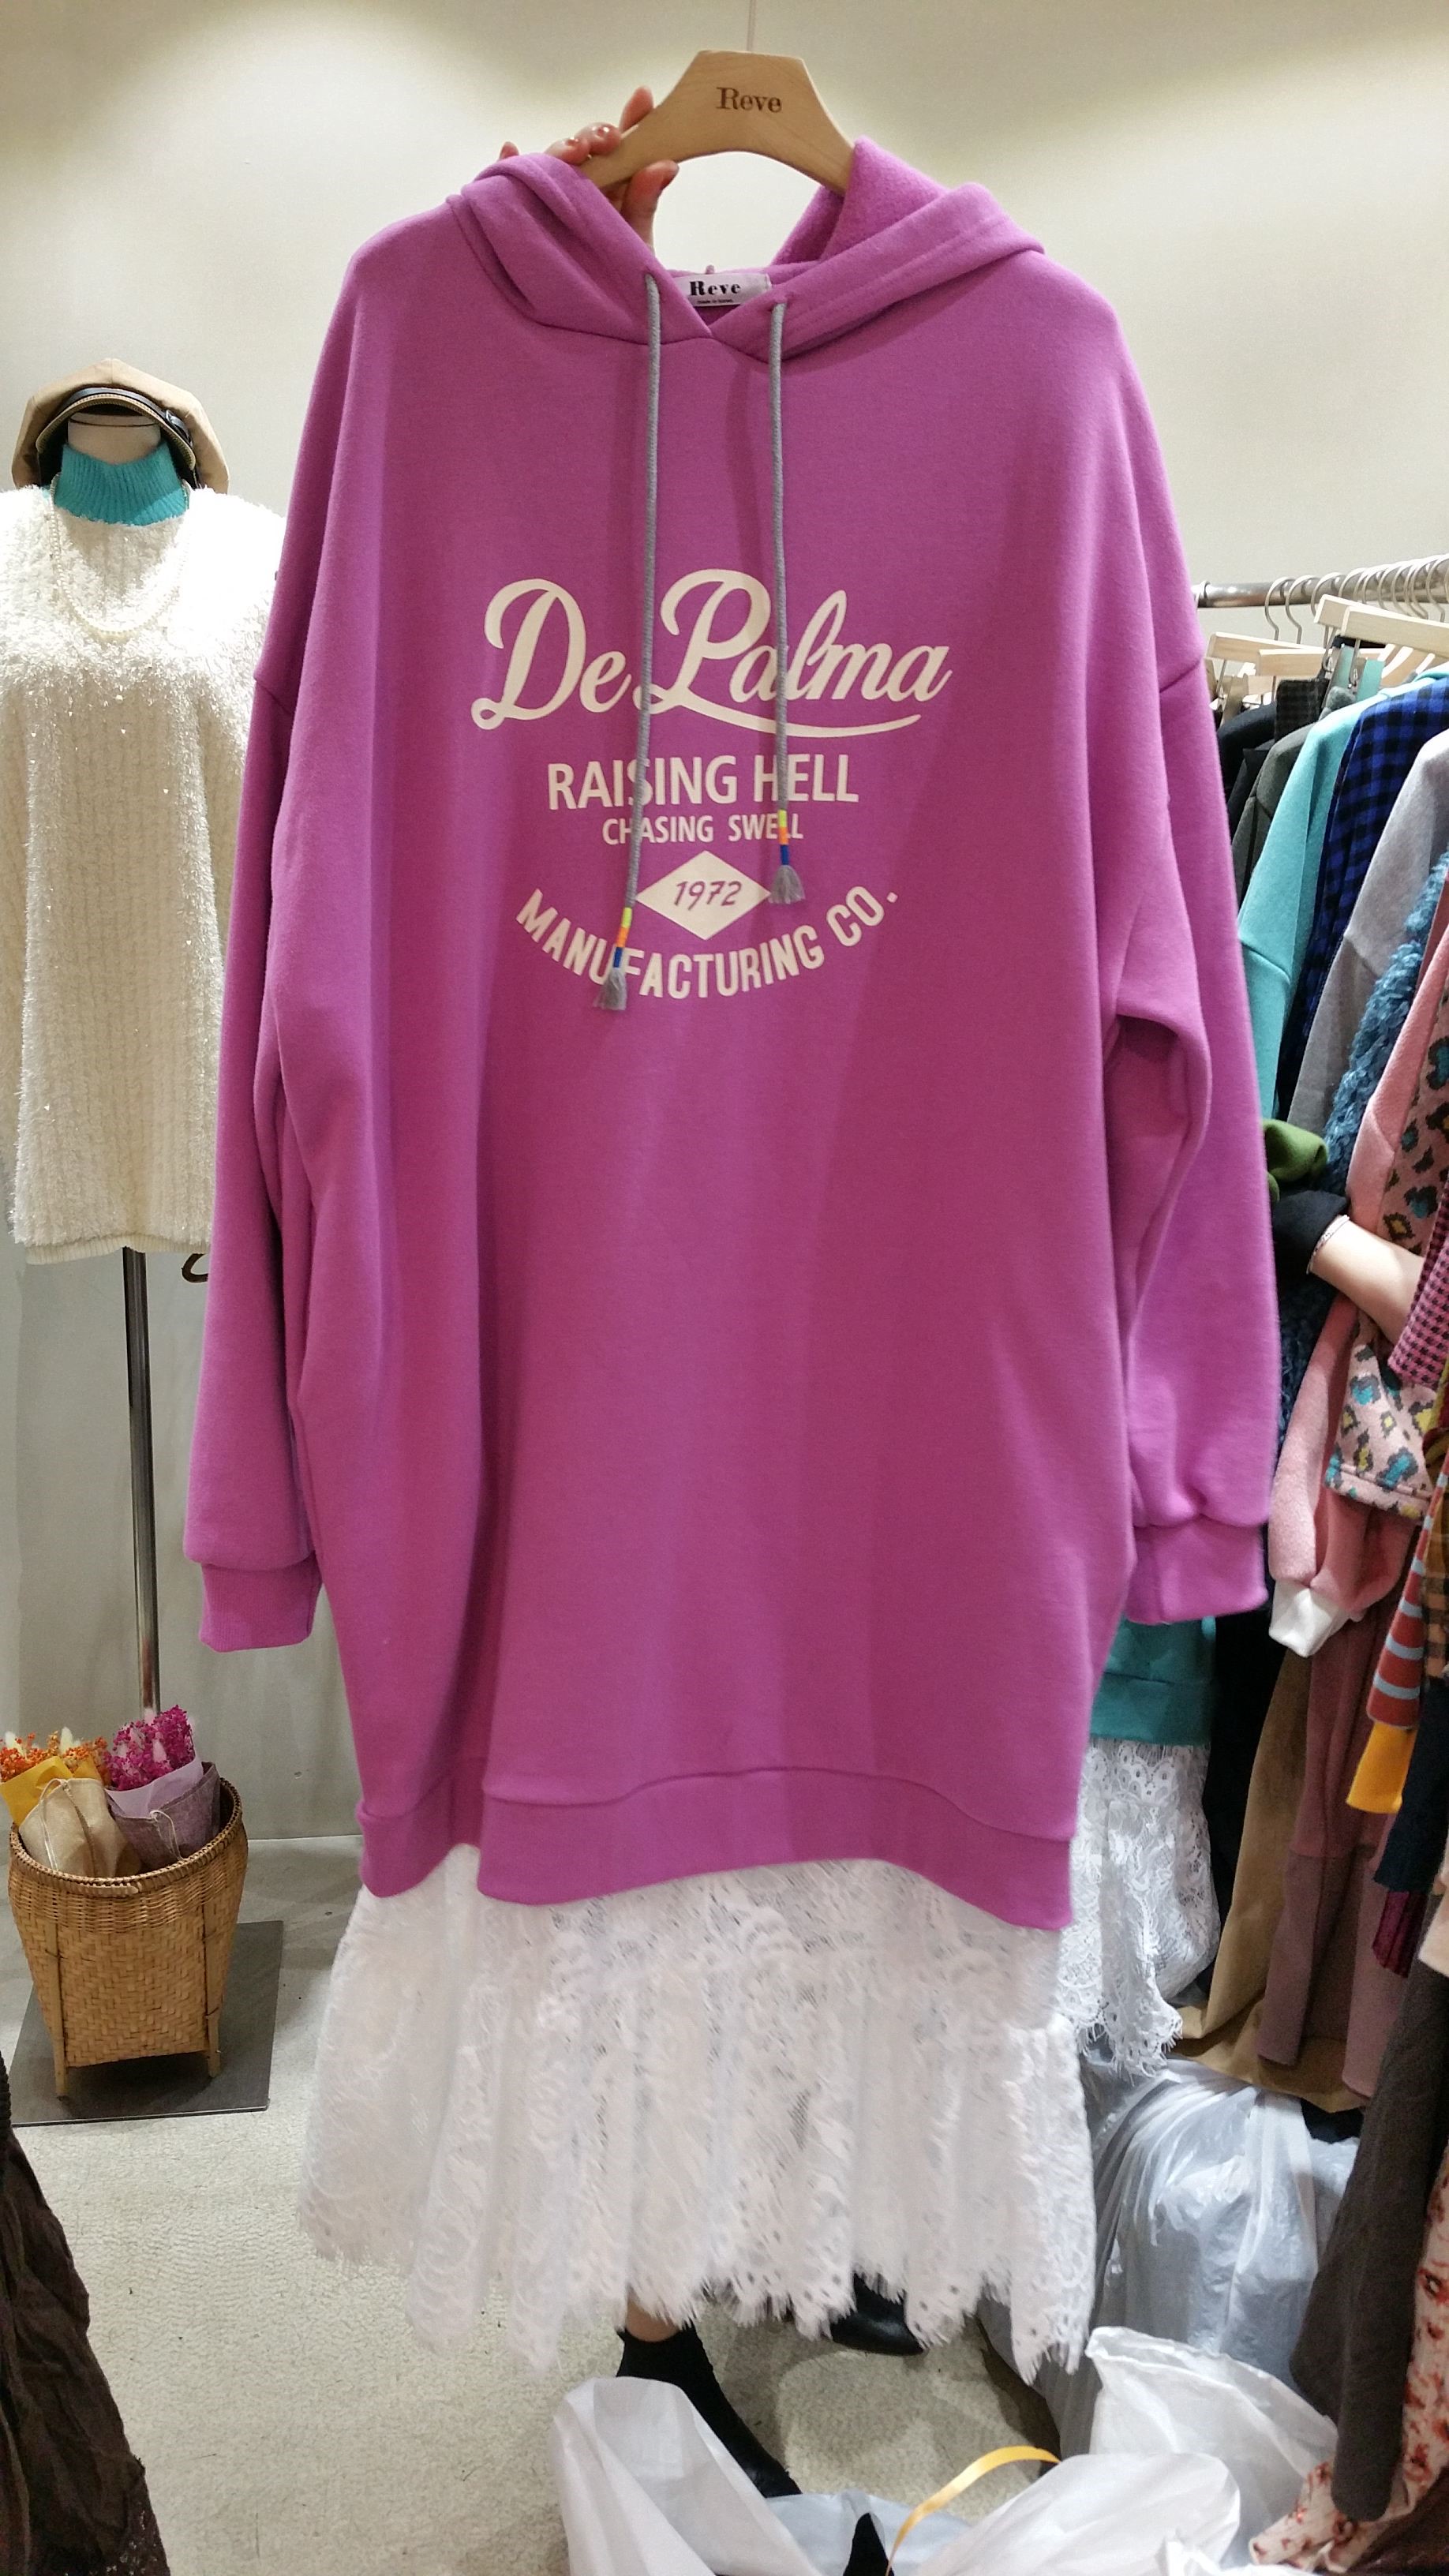 Reve
Reve
De Palma
RAISING HELL
CHASING SWELL
1972
MANUFACTURING CO.